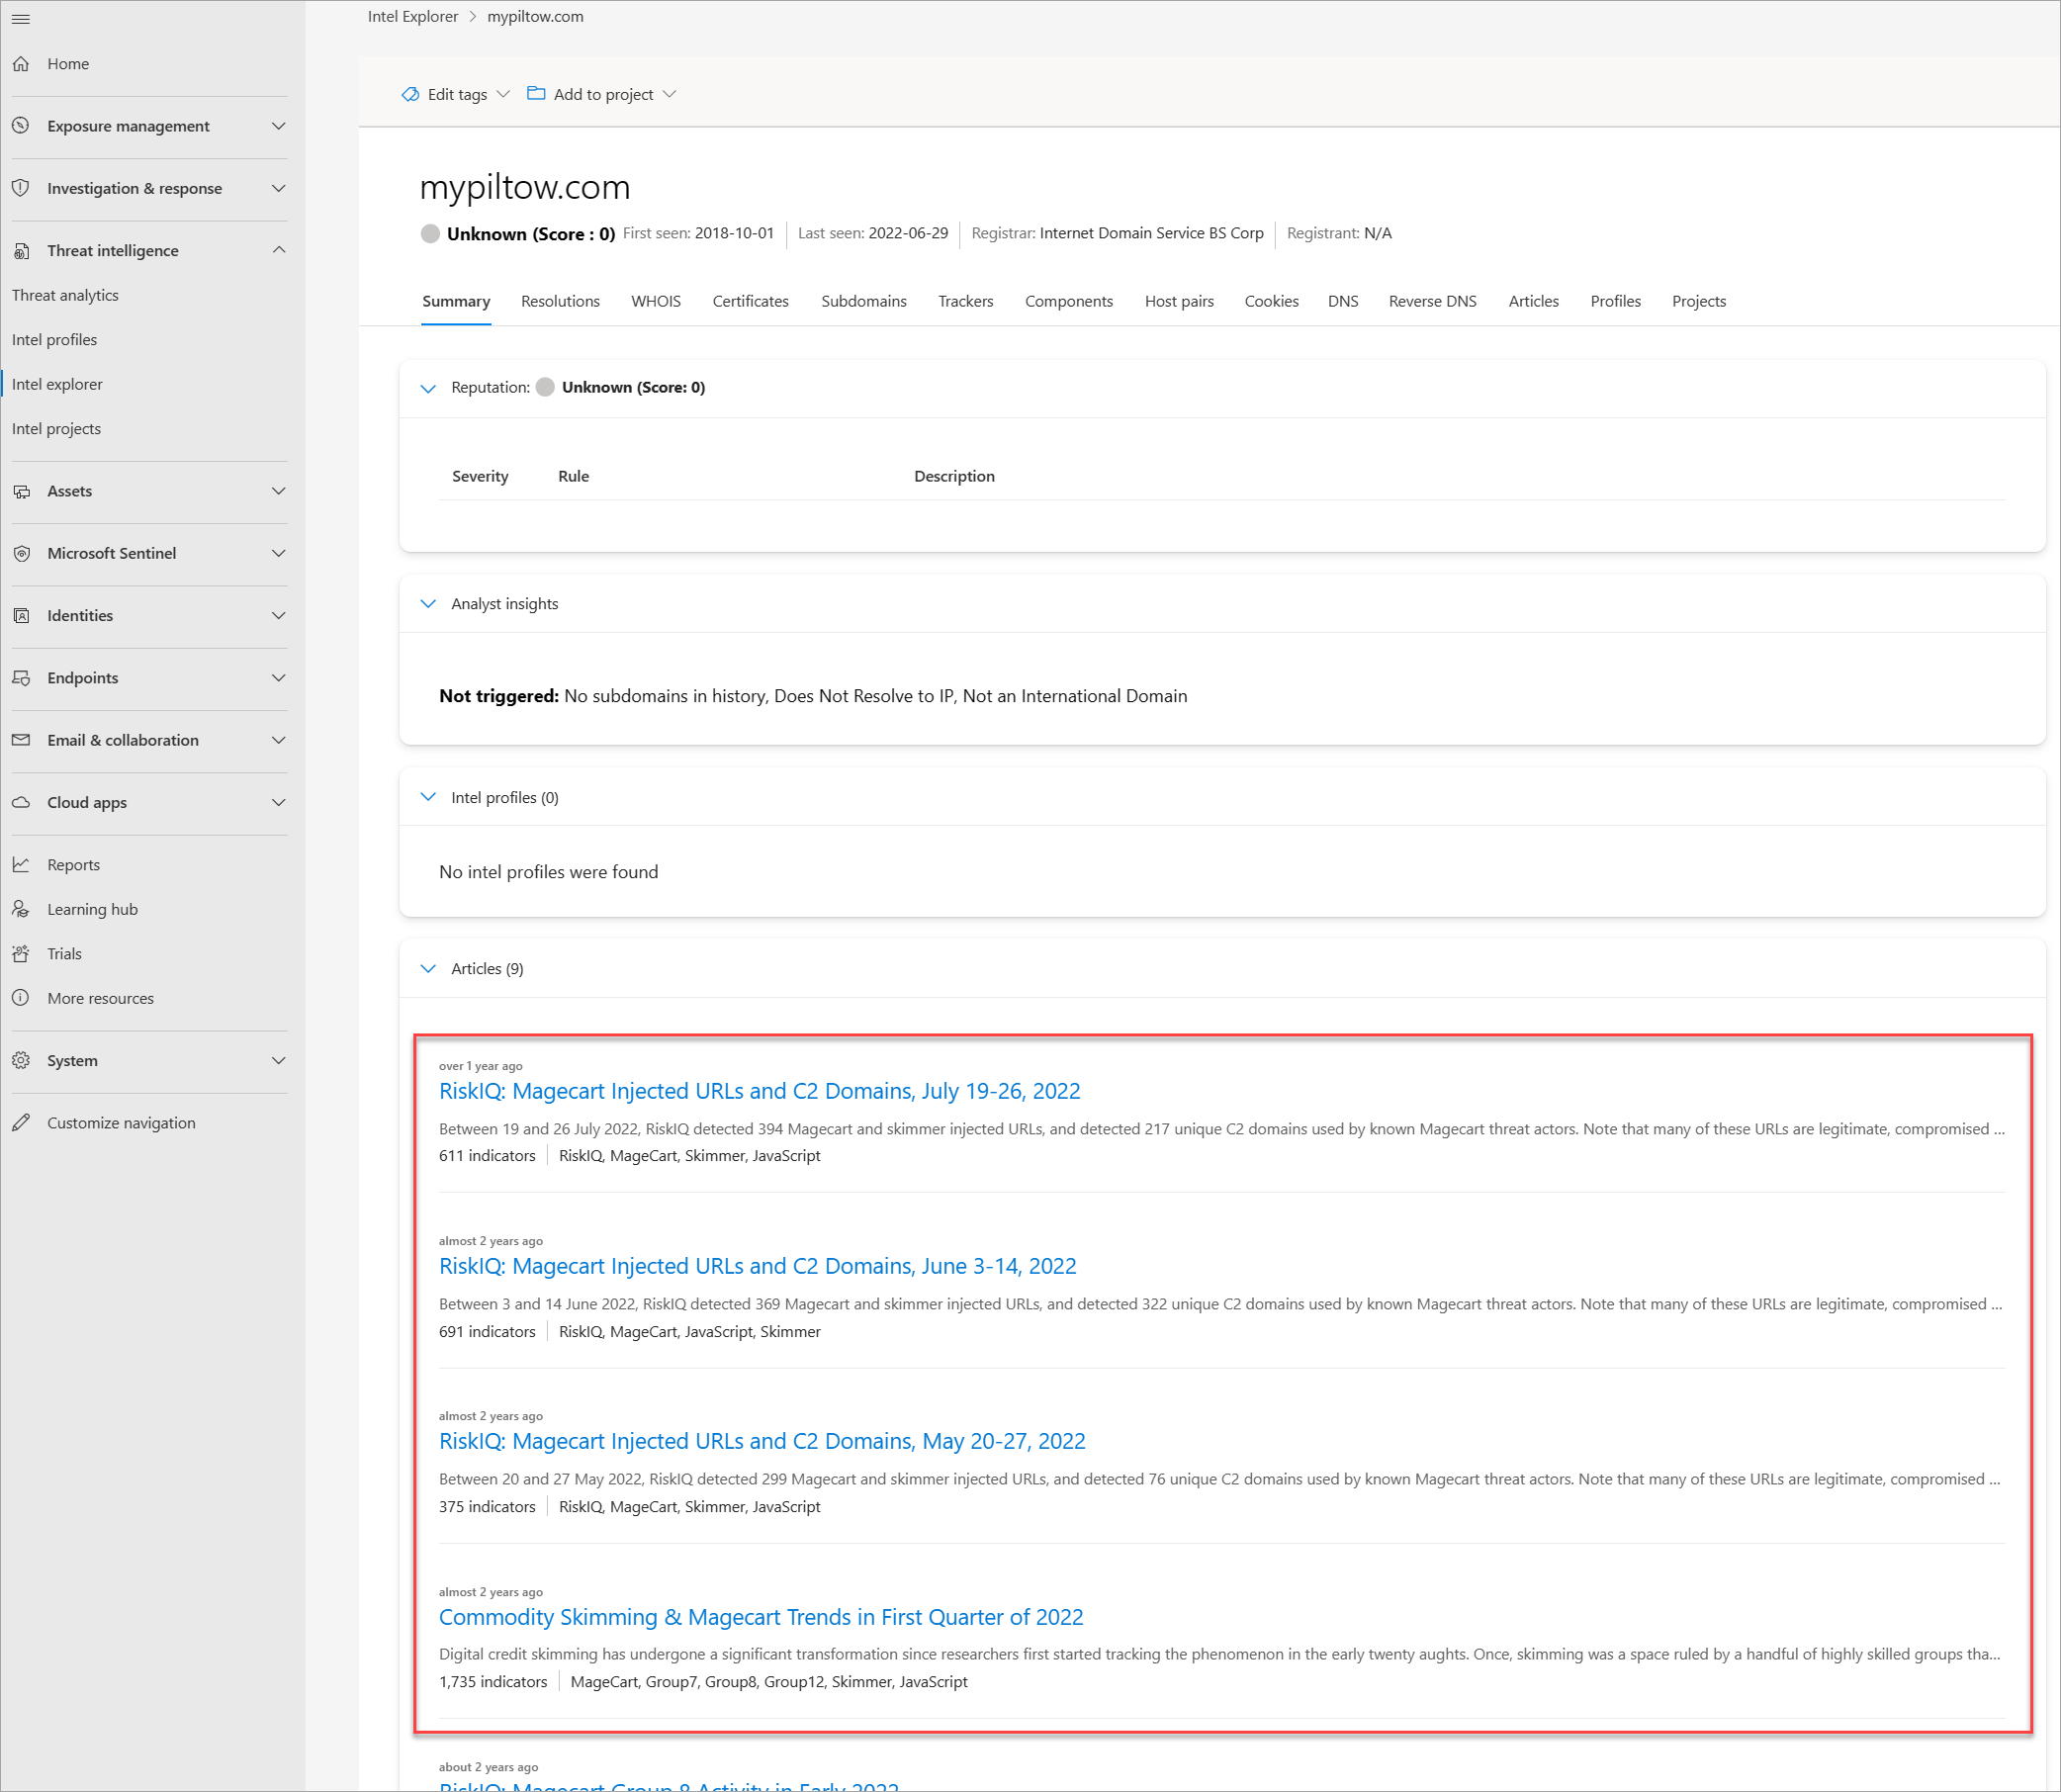 Intel Explorer > mypiltow.com
Home
Exposure management
Investigation & response
Threat intelligence
Threat analytics
Intel profiles
Intel explorer
Intel projects
Assets
Microsoft Sentinel
Identities
Endpoints
Email & collaboration
Cloud apps
Reports
Learning hub
Trials
More resources
System
Customize navigation
Edit tags
Add to project
mypiltow.com
Unknown (Score : 0) First seen: 2018-10-01 Last seen: 2022-06-29 Registrar: Internet Domain Service BS Corp Registrant: N/A
Summary Resolutions WHOIS Certificates Subdomains Trackers Components Host pairs Cookies DNS Reverse DNS Articles Profiles Projects
Reputation: Unknown (Score: 0)
Severity Rule Description
Analyst insights
Not triggered: No subdomains in history, Does Not Resolve to IP, Not an International Domain
Intel profiles (0)
No intel profiles were found
Articles (9)
over 1 year ago
RiskIQ: Magecart Injected URLs and C2 Domains, July 19-26, 2022
Between 19 and 26 July 2022, RiskIQ detected 394 Magecart and skimmer injected URLs, and detected 217 unique C2 domains used by known Magecart threat actors. Note that many of these URLs are legitimate, compromised ...
611 indicators RiskIQ, MageCart, Skimmer, JavaScript
almost 2 years ago
RiskIQ: Magecart Injected URLs and C2 Domains, June 3-14, 2022
Between 3 and 14 June 2022, RiskIQ detected 369 Magecart and skimmer injected URLs, and detected 322 unique C2 domains used by known Magecart threat actors. Note that many of these URLs are legitimate, compromised ...
691 indicators RiskIQ, MageCart, JavaScript, Skimmer
almost 2 years ago
RiskIQ: Magecart Injected URLs and C2 Domains, May 20-27, 2022
Between 20 and 27 May 2022, RiskIQ detected 299 Magecart and skimmer injected URLs, and detected 76 unique C2 domains used by known Magecart threat actors. Note that many of these URLs are legitimate, compromised ...
375 indicators RiskIQ, MageCart, Skimmer, JavaScript
almost 2 years ago
Commodity Skimming & Magecart Trends in First Quarter of 2022
Digital credit skimming has undergone a significant transformation since researchers first started tracking the phenomenon in the early twenty aughts. Once, skimming was a space ruled by a handful of highly skilled groups tha...
1,735 indicators MageCart, Group7, Group8, Group12, Skimmer, JavaScript
about 2 years ago
RiskIQ: Magecart Group 8 Activity in Early 2022